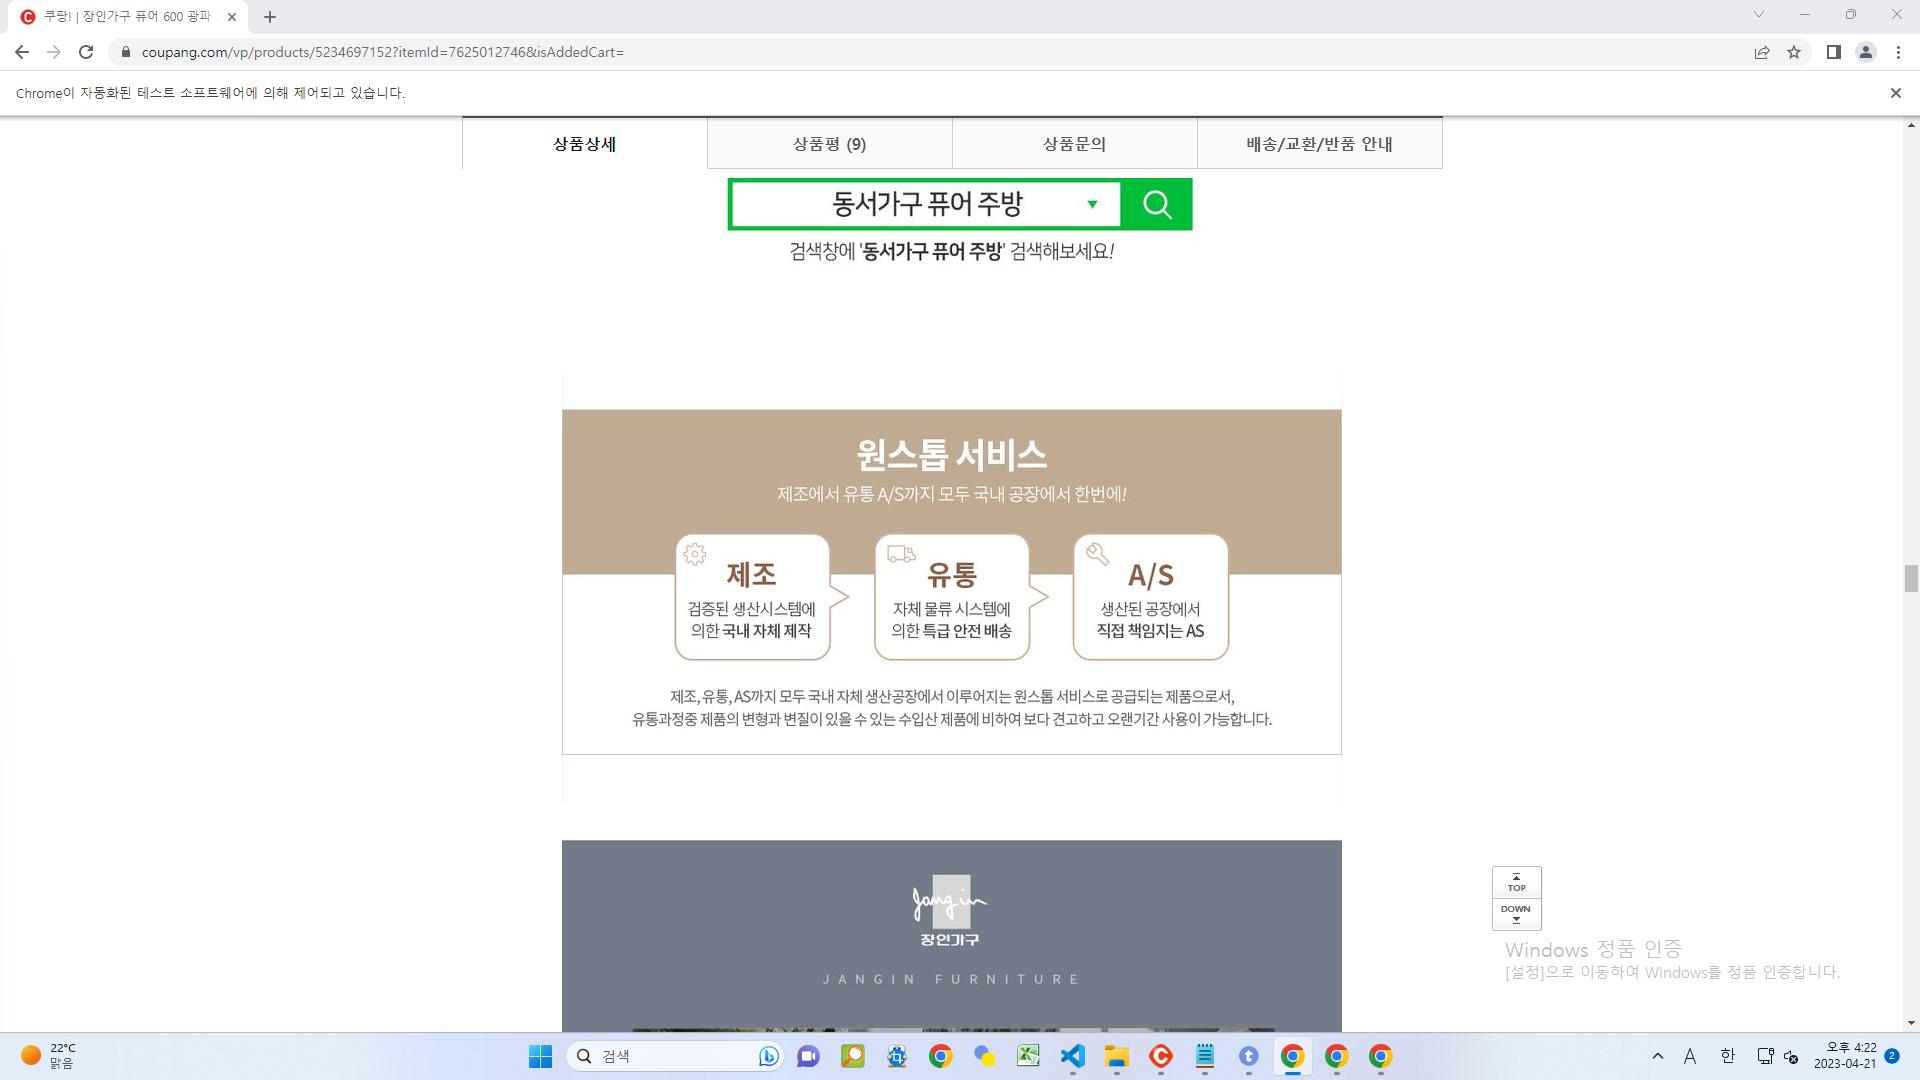 쿠팡! | 장인가구 퓨어 600 광파
coupang.com/vp/products/5234697152?itemId=7625012746&isAddedCart=
Chrome이 자동화된 테스트 소프트웨어에 의해 제어되고 있습니다.
상품상세
상품평 (9)
상품문의
배송/교환/반품 안내
동서가구 퓨어 주방
검색창에 '동서가구 퓨어 주방' 검색해보세요!
원스톱 서비스
제조에서 유통 A/S까지 모두 국내 공장에서 한번에!
제조
검증된 생산시스템에
의한 국내 자체 제작
유통
자체 물류 시스템에
의한 특급 안전 배송
A/S
생산된 공장에서
직접 책임지는 AS
제조, 유통, AS까지 모두 국내 자체 생산공장에서 이루어지는 원스톱 서비스로 공급되는 제품으로서,
유통과정중 제품의 변형과 변질이 있을 수 있는 수입산 제품에 비하여 보다 견고하고 오랜기간 사용이 가능합니다.
Jangin
장인가구
JANGIN FURNITURE
TOP
DOWN
Windows 정품 인증
[설정]으로 이동하여 Windows를 정품 인증합니다.
22°C
맑음
검색
A
한
오후 4:22
2023-04-21
2